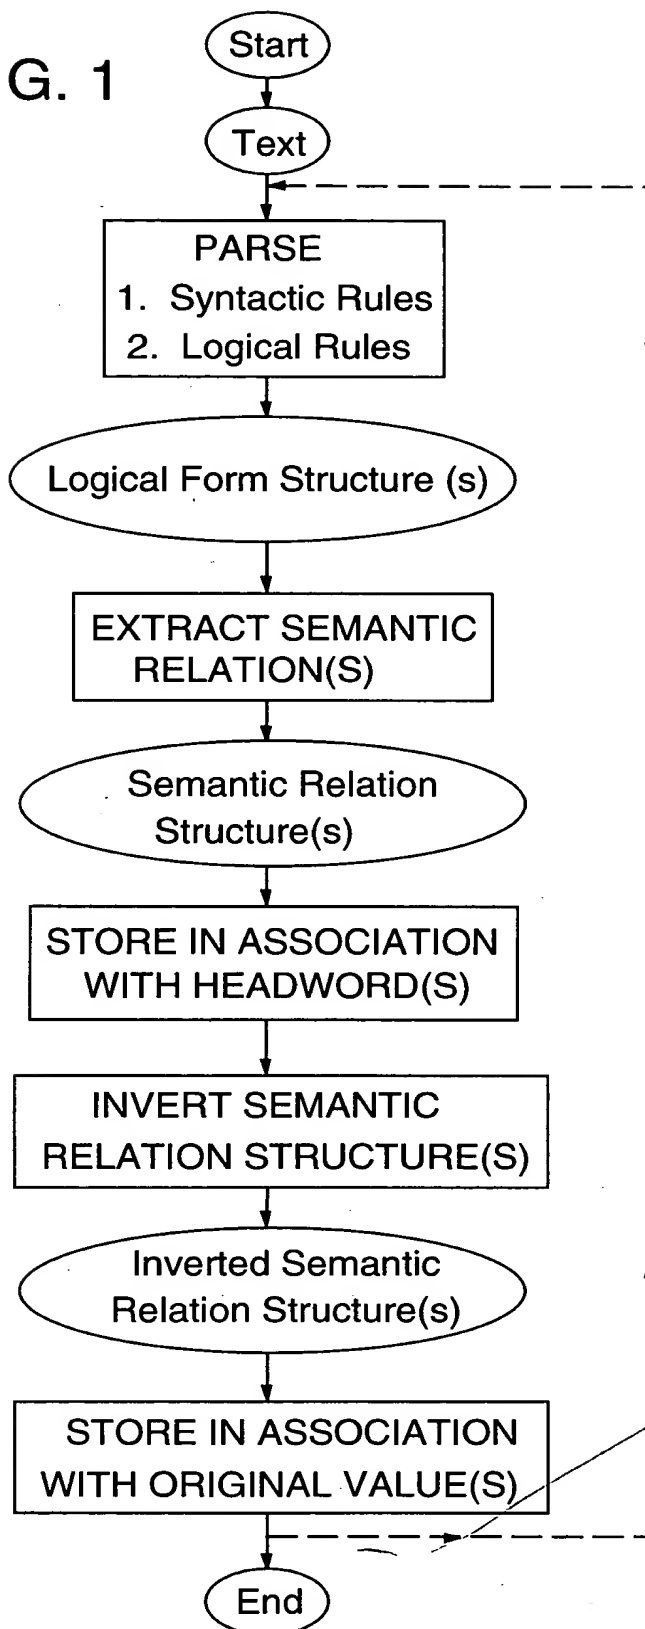 G. 1
Start
Text
PARSE
1. Syntactic Rules
2. Logical Rules
Logical Form Structure (s)
EXTRACT SEMANTIC
RELATION(S)
Semantic Relation
Structure(s)
STORE IN ASSOCIATION
WITH HEADWORD(S)
INVERT SEMANTIC
RELATION STRUCTURE(S)
Inverted Semantic
Relation Structure(s)
STORE IN ASSOCIATION
WITH ORIGINAL VALUE(S)
End